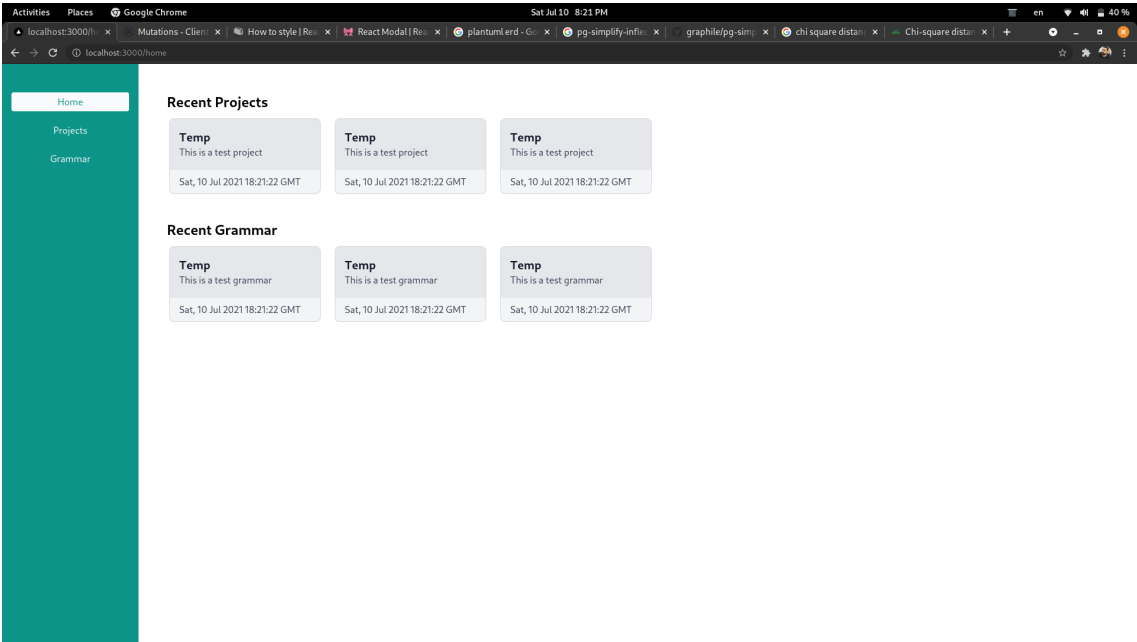 Activities Places Google Chrome Sat Jul 10 8:21 PM en 40 %
localhost:3000/h Mutations - Client How to style | Rea React Modal | Rea plantuml erd - Go pg-simplify-inflec graphile/pg-simp chi square distanc Chi-square distan
localhost:3000/home
Home
Projects
Grammar
Recent Projects
Temp Temp Temp
This is a test project This is a test project This is a test project
Sat, 10 Jul 2021 18:21:22 GMT Sat, 10 Jul 2021 18:21:22 GMT Sat, 10 Jul 2021 18:21:22 GMT
Recent Grammar
Temp Temp Temp
This is a test grammar This is a test grammar This is a test grammar
Sat, 10 Jul 2021 18:21:22 GMT Sat, 10 Jul 2021 18:21:22 GMT Sat, 10 Jul 2021 18:21:22 GMT